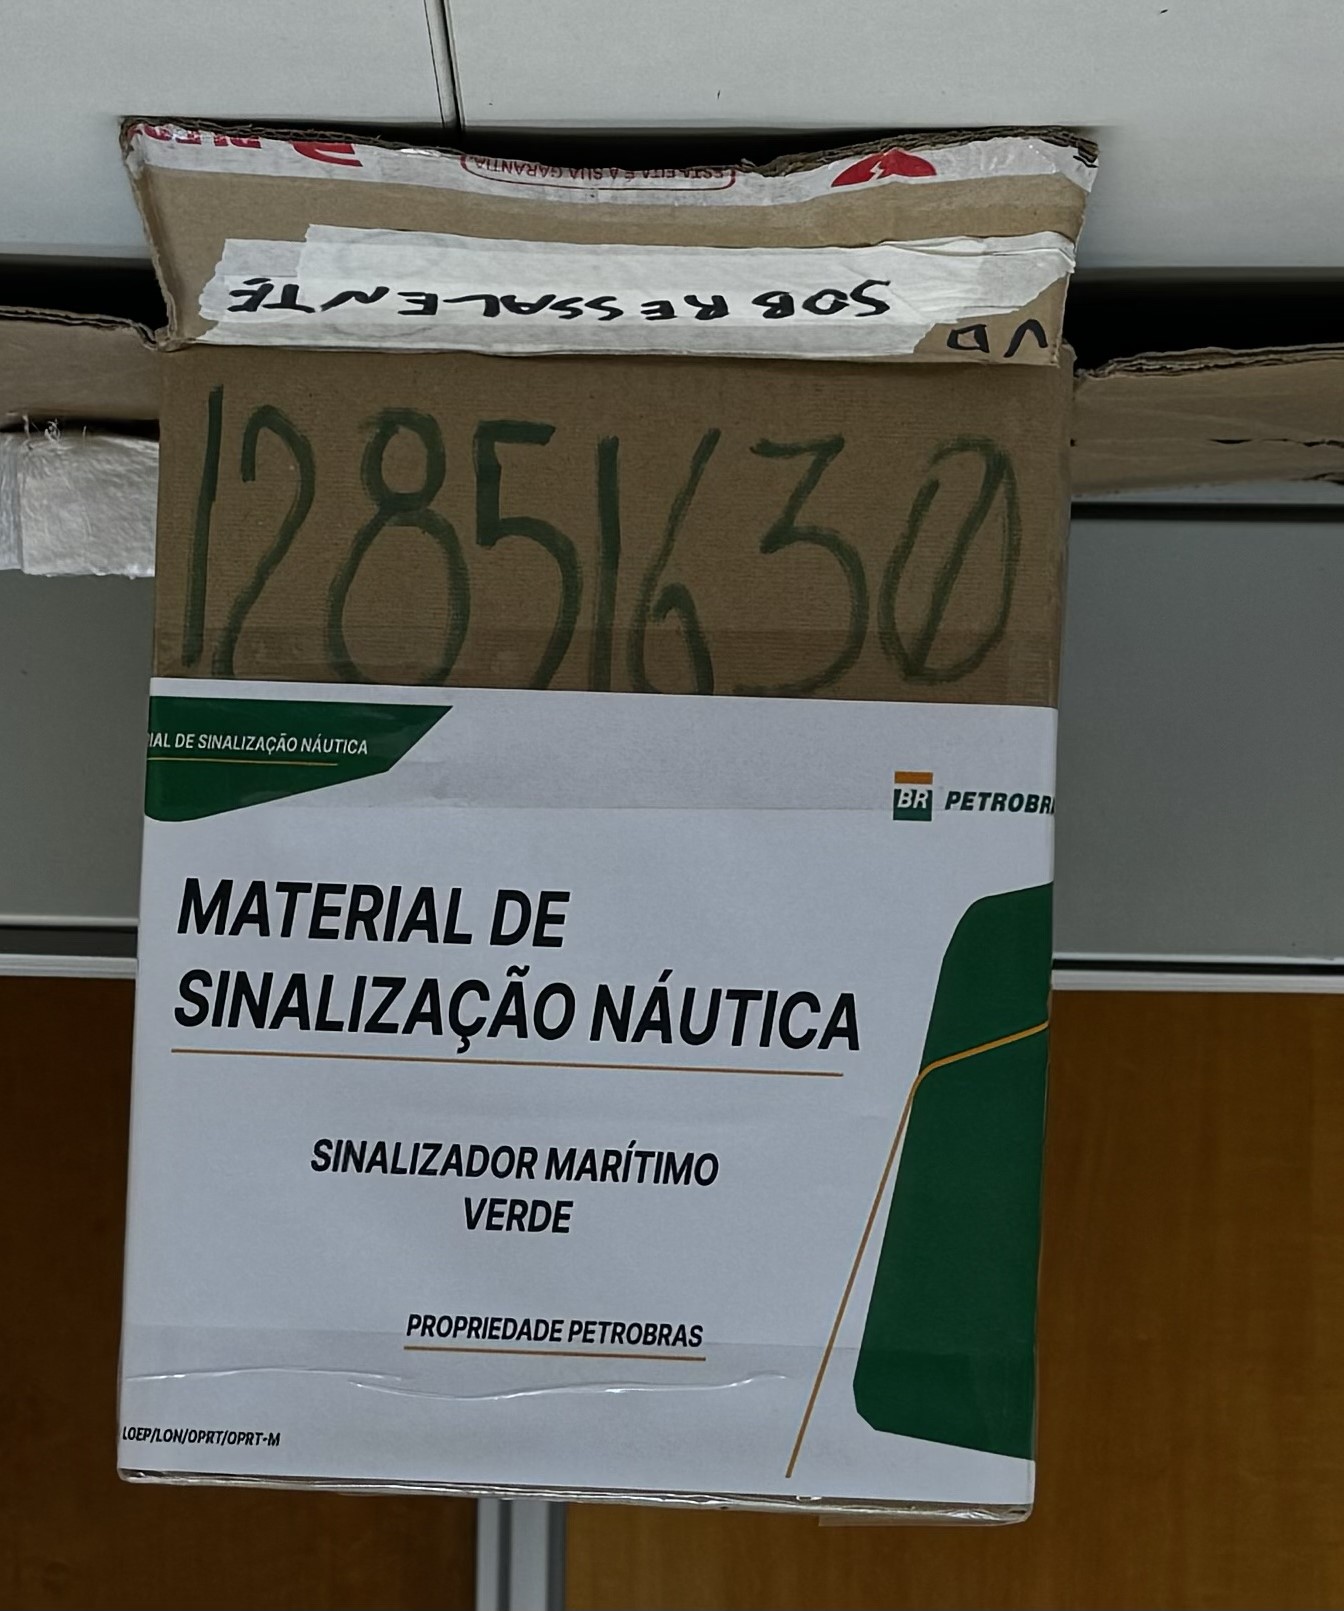 ESTA FITA É A SUA GARANTIA
SOBRESSALENTE
VD
12851630
IAL DE SINALIZAÇÃO NÁUTICA
BR PETROBR
MATERIAL DE
SINALIZAÇÃO NÁUTICA
SINALIZADOR MARÍTIMO
VERDE
PROPRIEDADE PETROBRAS
LOEP/LON/OPRT/OPRT-M